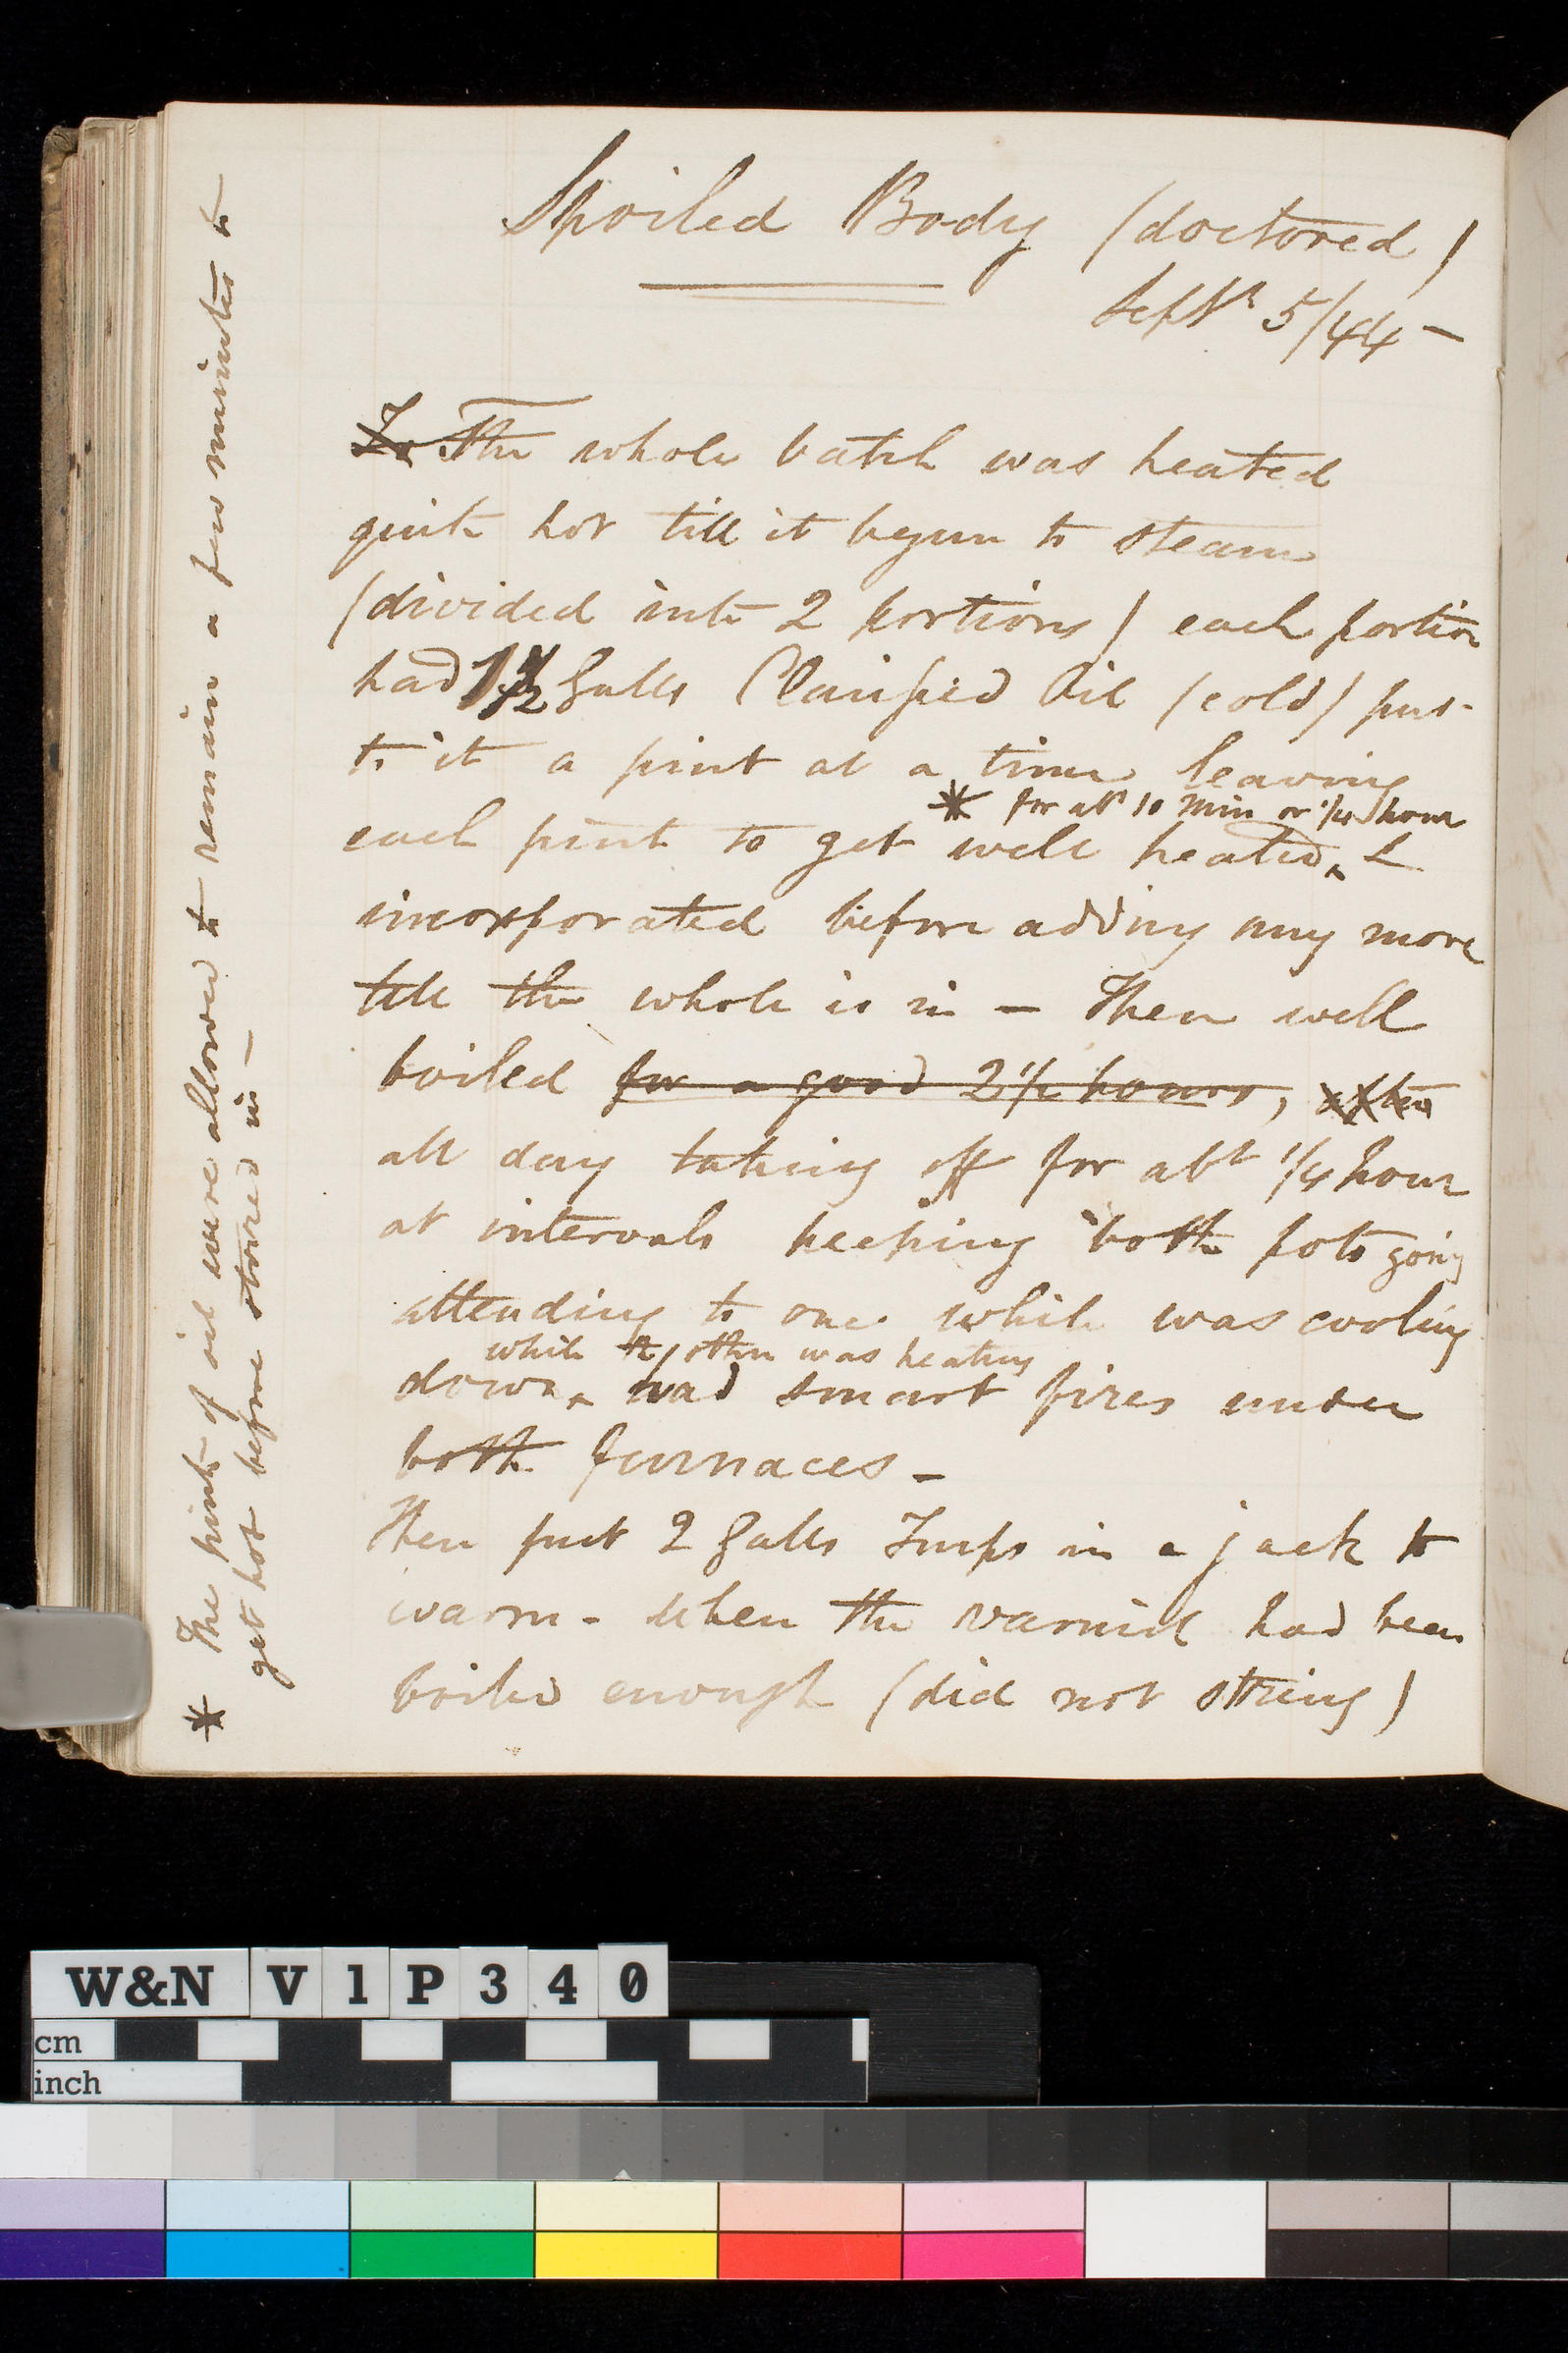 Spoiled Body (doctored)
Septr 5/44 -
To The whole batch was heated
quite hot till it begun to steam
(divided into 2 portions) each portion
had 1 1/2 Galls Clarified Oil (cold) put
to it a pint at a time leaving
* for abt 10 Min or 1/4 hour
each pint to get well heated &
incorporated before adding any more
till the whole is in - Then well
boiled for a good 2 1/2 hours, after
all day taking off for abt 1/4 hour
at intervals keeping both pots going
attending to one while was cooling
while the other was heating
down, had smart fires under
both furnaces -
Then put 2 Galls Turps in a jack to
warm - when the varnish had been
boiled enough (did not string)
* The pints of oil were allowed to remain a few minutes to
get hot before stirred in -
W&N V1P340
cm
inch